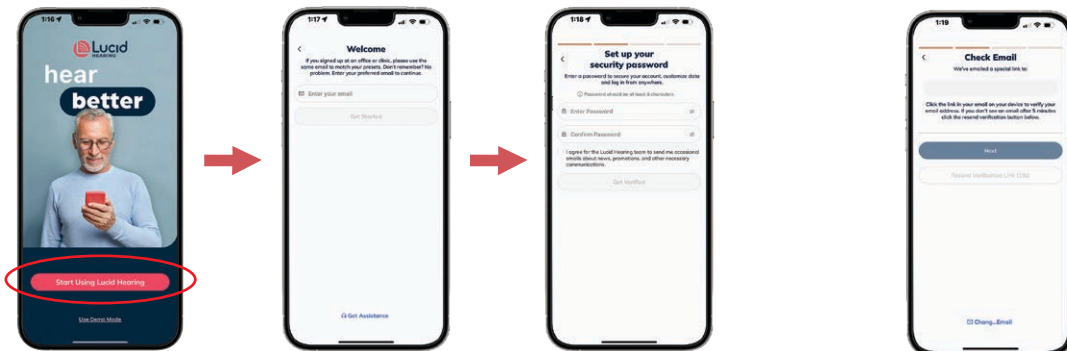 1:16
Lucid
HEARING
hear
better
Start Using Lucid Hearing
Use Demo Mode
1:17
Welcome
If you signed up at an office or clinic, please use the
same email to match your presets. Don't remember? No
problem. Enter your preferred email to continue.
Enter your email
Get Started
Get Assistance
1:18
Set up your
security password
Enter a password to secure your account, customize data
and log in from anywhere.
Password should be at least 8 characters.
Enter Password
Confirm Password
I agree for the Lucid Hearing team to send me occasional
emails about news, promotions, and other necessary
communications.
Get Verified
1:19
Check Email
We've emailed a special link to:
Click the link in your email on your device to verify your
email address. If you don't see an email after 5 minutes
click the resend verification button below.
Next
Resend Verification Link
Chang...Email